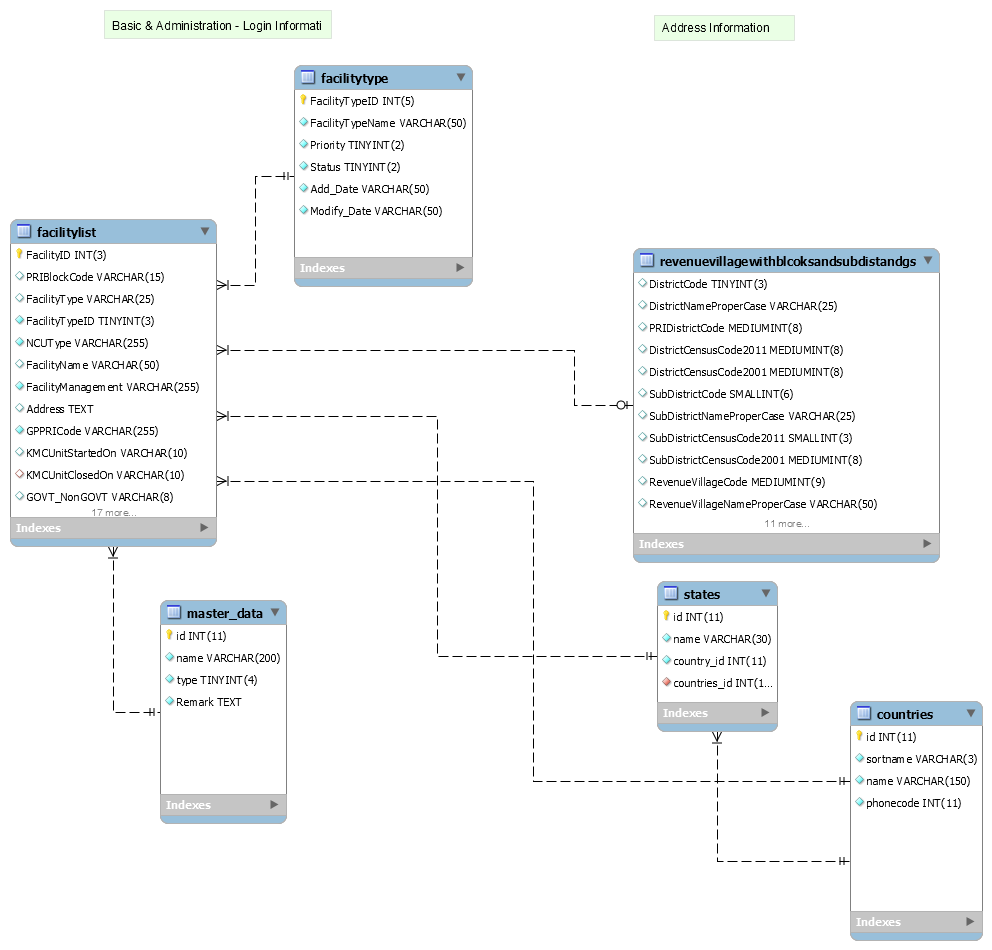 Basic & Administration - Login Informati
Address Information
facilitytype
FacilityTypeID INT(5)
FacilityTypeName VARCHAR(50)
Priority TINYINT(2)
Status TINYINT(2)
Add_Date VARCHAR(50)
Modify_Date VARCHAR(50)
Indexes
facilitylist
FacilityID INT(3)
PRIBlockCode VARCHAR(15)
FacilityType VARCHAR(25)
FacilityTypeID TINYINT(3)
NCUType VARCHAR(255)
FacilityName VARCHAR(50)
FacilityManagement VARCHAR(255)
Address TEXT
GPPRICode VARCHAR(255)
KMCUnitStartedOn VARCHAR(10)
KMCUnitClosedOn VARCHAR(10)
GOVT_NonGOVT VARCHAR(8)
17 more...
Indexes
revenuevillagewithblcoksandsubdistandgs
DistrictCode TINYINT(3)
DistrictNameProperCase VARCHAR(25)
PRIDistrictCode MEDIUMINT(8)
DistrictCensusCode2011 MEDIUMINT(8)
DistrictCensusCode2001 MEDIUMINT(8)
SubDistrictCode SMALLINT(6)
SubDistrictNameProperCase VARCHAR(25)
SubDistrictCensusCode2011 SMALLINT(3)
SubDistrictCensusCode2001 MEDIUMINT(8)
RevenueVillageCode MEDIUMINT(9)
RevenueVillageNameProperCase VARCHAR(50)
11 more...
Indexes
master_data
id INT(11)
name VARCHAR(200)
type TINYINT(4)
Remark TEXT
Indexes
states
id INT(11)
name VARCHAR(30)
country_id INT(11)
countries_id INT(1...
Indexes
countries
id INT(11)
sortname VARCHAR(3)
name VARCHAR(150)
phonecode INT(11)
Indexes